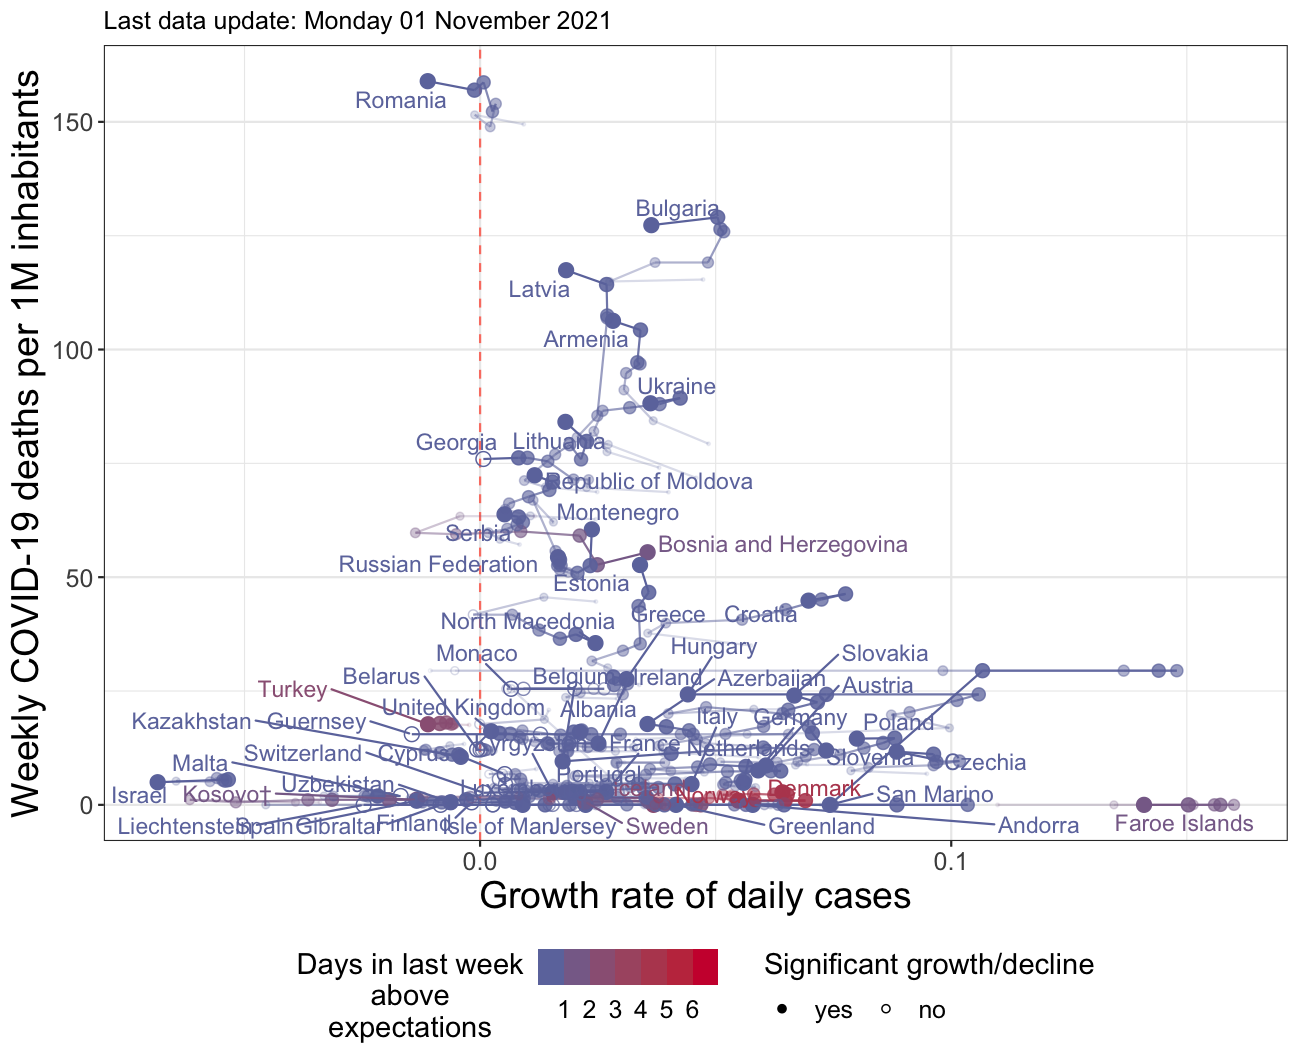 Last data update: Monday 01 November 2021
Weekly COVID-19 deaths per 1M inhabitants
150
100
50
0
Romania
Bulgaria
Latvia
Armenia
Ukraine
Georgia
Lithuania
Republic of Moldova
Montenegro
Serbia
Bosnia and Herzegovina
Russian Federation
Estonia
Greece
Croatia
North Macedonia
Hungary
Monaco
Slovakia
Belarus
Belgium
Ireland
Azerbaijan
Austria
Turkey
United Kingdom
Albania
Italy
Germany
Poland
Kazakhstan
Guernsey
Kyrgyzstan
France
Netherlands
Switzerland
Cyprus
Slovenia
Czechia
Malta
Portugal
Uzbekistan
Iceland
Norway
Denmark
San Marino
Israel
Kosovo†
Liechtenstein
Spain
Gibraltar
Finland
Isle of Man
Jersey
Sweden
Greenland
Andorra
Faroe Islands
0.0
0.1
Growth rate of daily cases
Days in last week
above
expectations
1 2 3 4 5 6
Significant growth/decline
yes
no